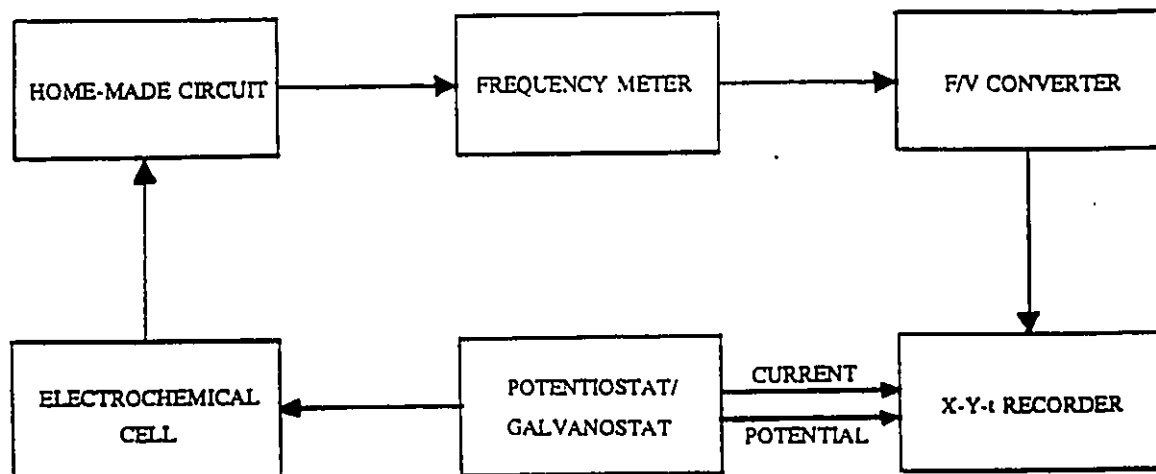 HOME-MADE CIRCUIT
FREQUENCY METER
F/V CONVERTER
ELECTROCHEMICAL
CELL
POTENTIOSTAT/
GALVANOSTAT
CURRENT
POTENTIAL
X-Y-t RECORDER